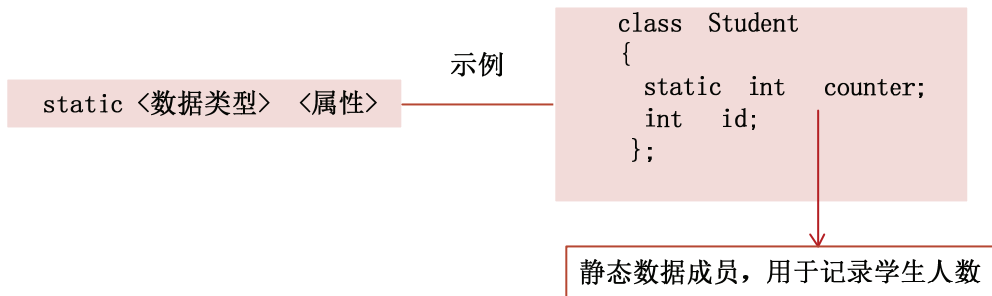 static <数据类型> <属性>
示例
class Student
{
static int counter;
int id;
};
静态数据成员，用于记录学生人数